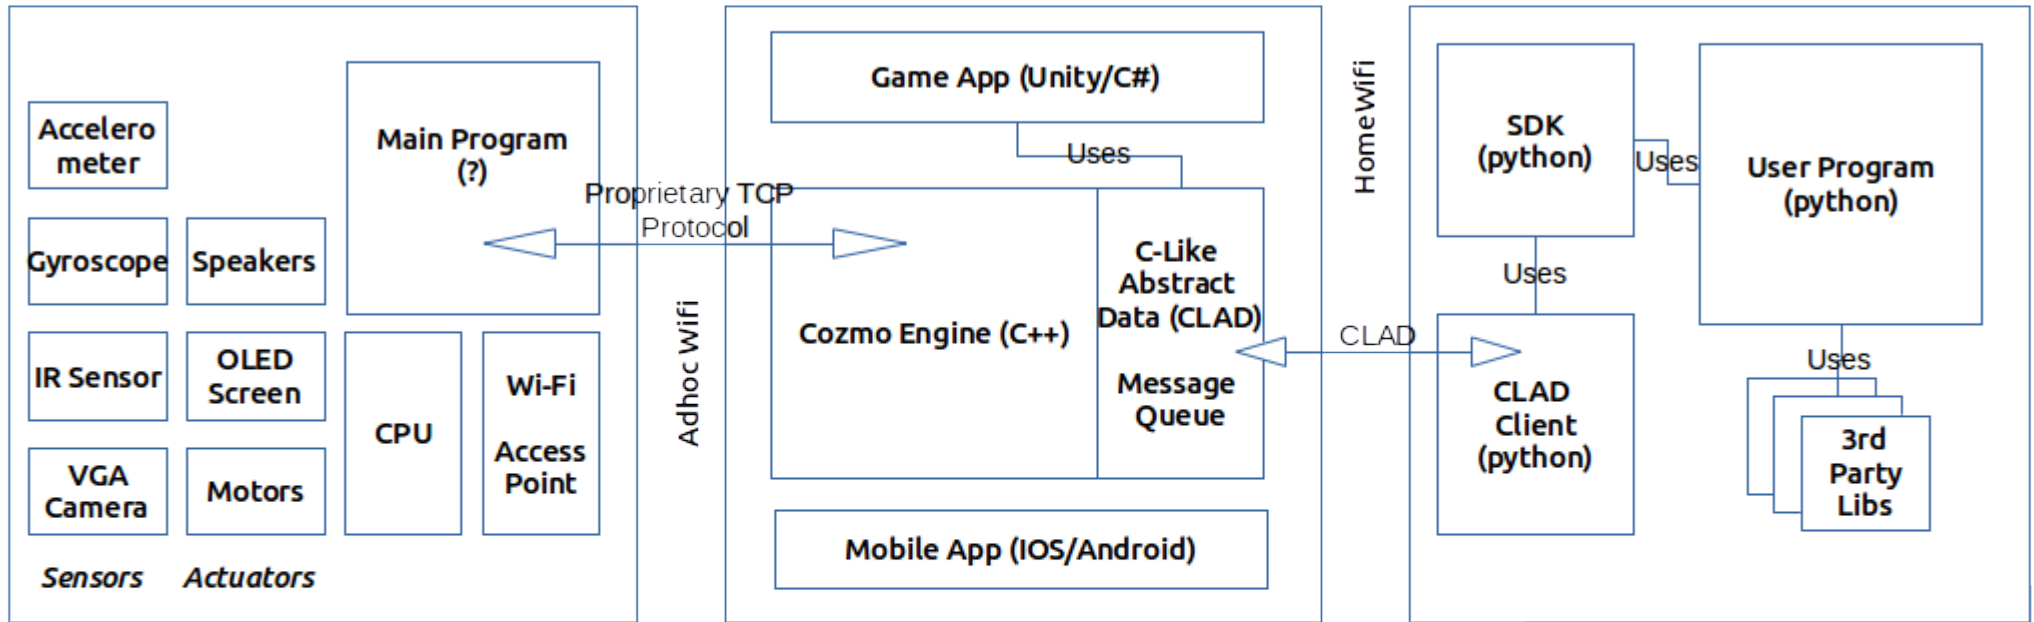 Accelero
meter
Gyroscope
IR Sensor
VGA
Camera
Sensors
Speakers
OLED
Screen
Motors
Actuators
Main Program
(?)
CPU
Wi-Fi
Access
Point
Proprietary TCP
Protocol
Adhoc Wifi
Game App (Unity/C#)
Uses
Cozmo Engine (C++)
C-Like
Abstract
Data (CLAD)
Message
Queue
Mobile App (IOS/Android)
Home Wifi
CLAD
SDK
(python)
Uses
Uses
CLAD
Client
(python)
User Program
(python)
Uses
3rd
Party
Libs